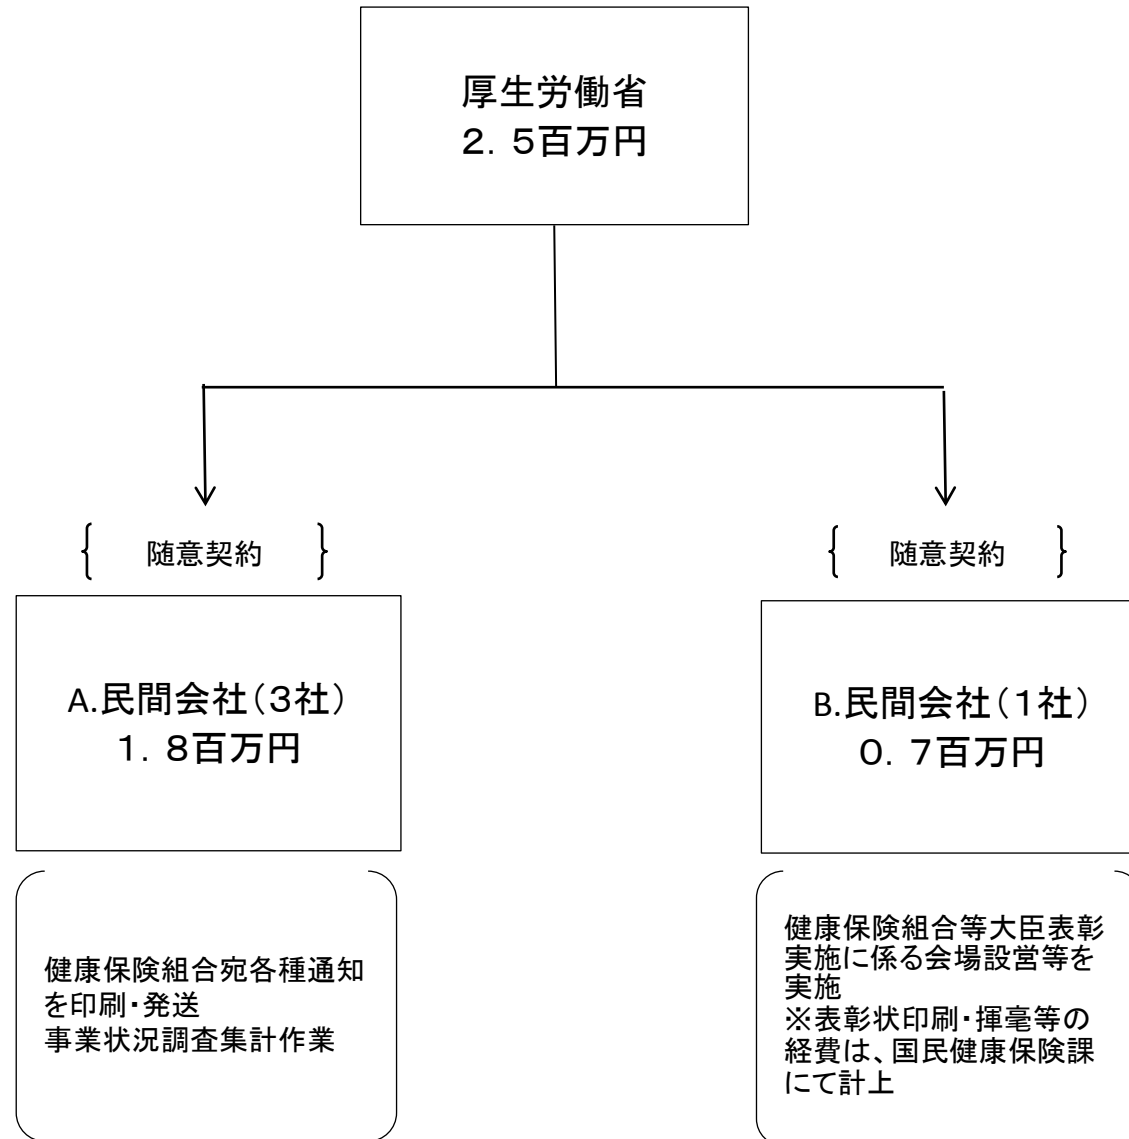 厚生労働省
２．５百万円
｛　随意契約　｝
｛　随意契約　｝
A.民間会社（３社）
１．８百万円
B.民間会社（１社）
０．７百万円
健康保険組合宛各種通知
を印刷・発送
事業状況調査集計作業
健康保険組合等大臣表彰
実施に係る会場設営等を
実施
※表彰状印刷・揮毫等の
経費は、国民健康保険課
にて計上